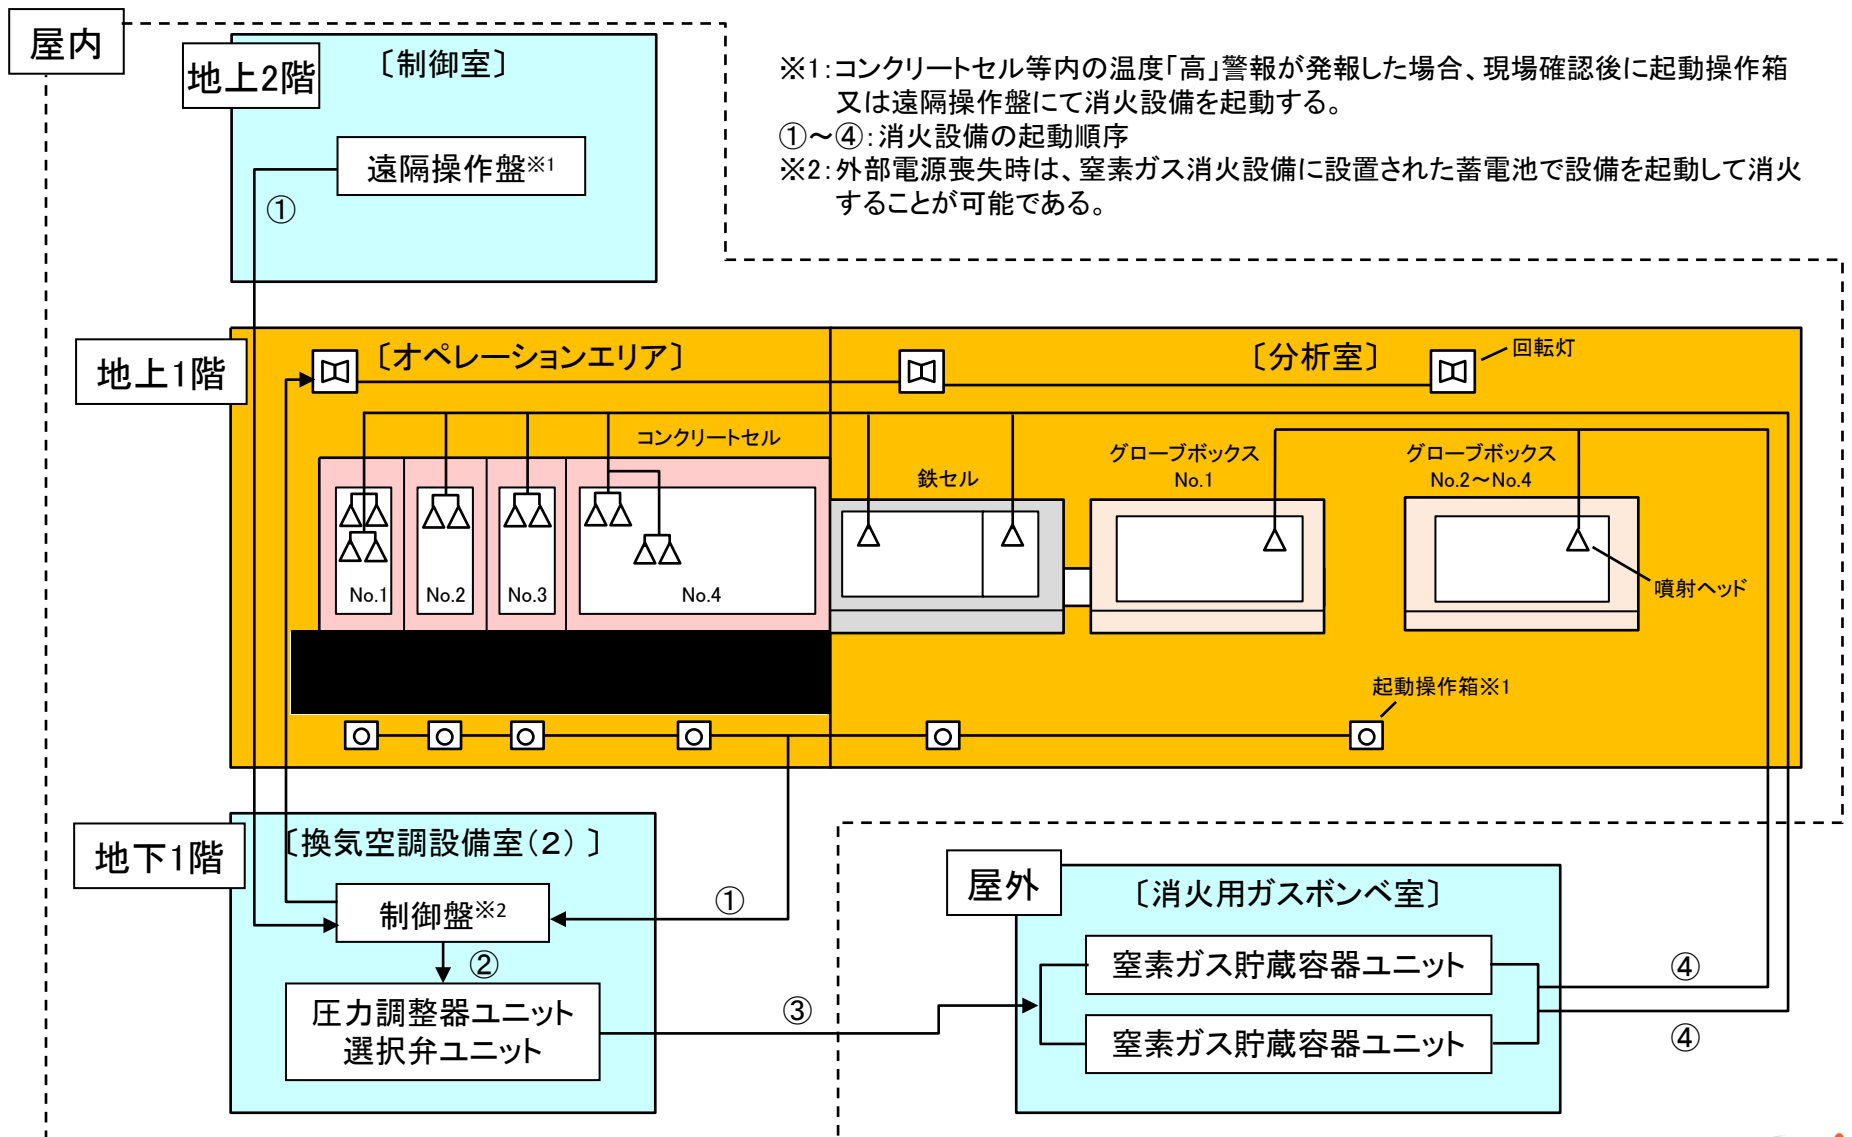 屋内
地上2階
〔制御室〕
遠隔操作盤※1
①
※1：コンクリートセル等内の温度「高」警報が発報した場合、現場確認後に起動操作箱
又は遠隔操作盤にて消火設備を起動する。
①～④：消火設備の起動順序
※2：外部電源喪失時は、窒素ガス消火設備に設置された蓄電池で設備を起動して消火
することが可能である。
地上1階
〔オペレーションエリア〕
〔分析室〕
回転灯
コンクリートセル
鉄セル
グローブボックス
No.1
グローブボックス
No.2～No.4
No.1
No.2
No.3
No.4
噴射ヘッド
起動操作箱※1
地下1階
〔換気空調設備室（２）〕
制御盤※2
①
②
圧力調整器ユニット
選択弁ユニット
③
屋外
〔消火用ガスボンベ室〕
窒素ガス貯蔵容器ユニット
窒素ガス貯蔵容器ユニット
④
④